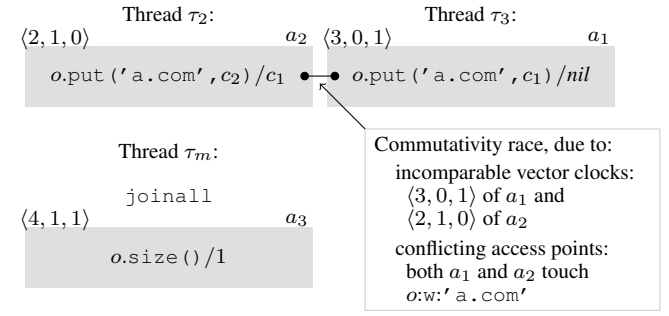 Thread τ2:
Thread τ3:
⟨2, 1, 0⟩ a2
⟨3, 0, 1⟩ a1
o.put('a.com',c2)/c1
o.put('a.com',c1)/nil
Commutativity race, due to:
incomparable vector clocks:
⟨3, 0, 1⟩ of a1 and
⟨2, 1, 0⟩ of a2
conflicting access points:
both a1 and a2 touch
o:w:'a.com'
Thread τm:
joinall
⟨4, 1, 1⟩ a3
o.size()/1